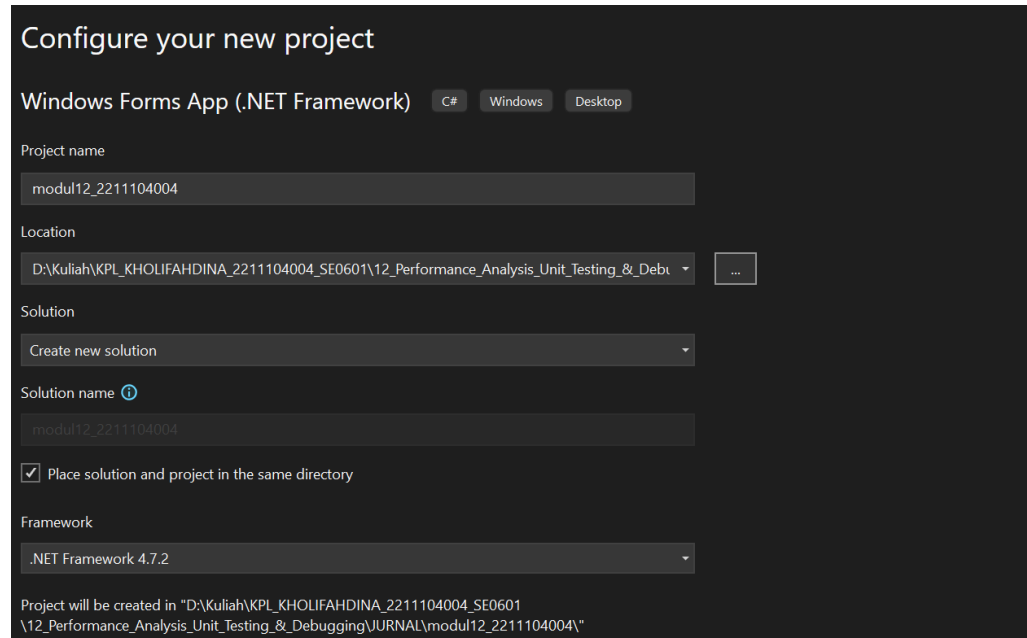 Configure your new project
Windows Forms App (.NET Framework) C# Windows Desktop
Project name
modul12_2211104004
Location
D:\Kuliah\KPL_KHOLIFAHDINA_2211104004_SE0601\12_Performance_Analysis_Unit_Testing_&_Debu
...
Solution
Create new solution
Solution name
modul12_2211104004
Place solution and project in the same directory
Framework
.NET Framework 4.7.2
Project will be created in "D:\Kuliah\KPL_KHOLIFAHDINA_2211104004_SE0601
\12_Performance_Analysis_Unit_Testing_&_Debugging\JURNAL\modul12_2211104004\"